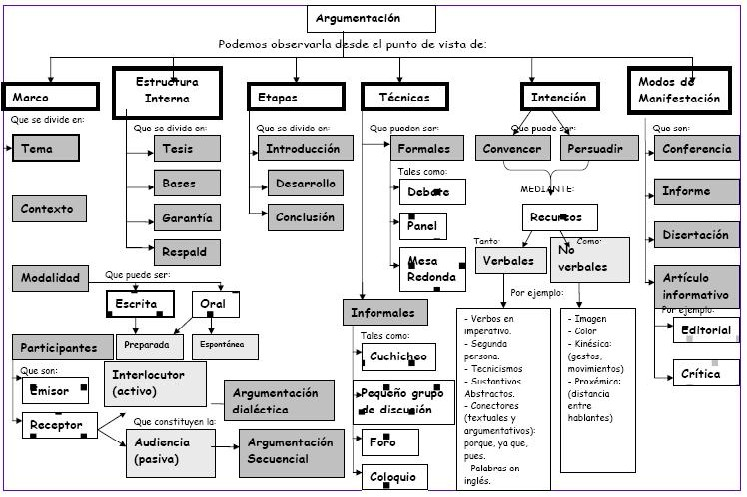 Argumentación
Podemos observarla desde el punto de vista de:
Marco
Estructura
Interna
Etapas
Técnicas
Intención
Modos de
Manifestación
Que se divide en:
Que se divide en:
Que se divide en:
Que pueden ser:
Que puede ser:
Que son:
Tema
Tesis
Introducción
Formales
Convencer
Persuadir
Conferencia
Tales como:
Bases
Desarrollo
Debate
MEDIANTE:
Informe
Contexto
Garantía
Conclusión
Panel
Recursos
Disertación
Respald
Mesa
Redonda
Tanto:
Como:
Verbales
No
verbales
Modalidad
Que puede ser:
Artículo
informativo
Por ejemplo:
Escrita
Oral
Informales
Por ejemplo:
Editorial
Crítica
Participantes
Preparada
Espontánea
Tales como:
Cuchicheo
- Verbos en
imperativo.
- Segunda
persona.
- Tecnicismos
- Sustantivos
Abstractos.
- Conectores
(textuales y
argumentativos):
porque, ya que,
pues.
Palabras en
inglés.
- Imagen
- Color
- Kinésica:
(gestos,
movimientos)
- Proxémica:
(distancia
entre
hablantes)
Que son:
Emisor
Interlocutor
(activo)
Argumentación
dialéctica
Pequeño grupo
de discusión
Receptor
Que constituyen la:
Audiencia
(pasiva)
Argumentación
Secuencial
Foro
Coloquio